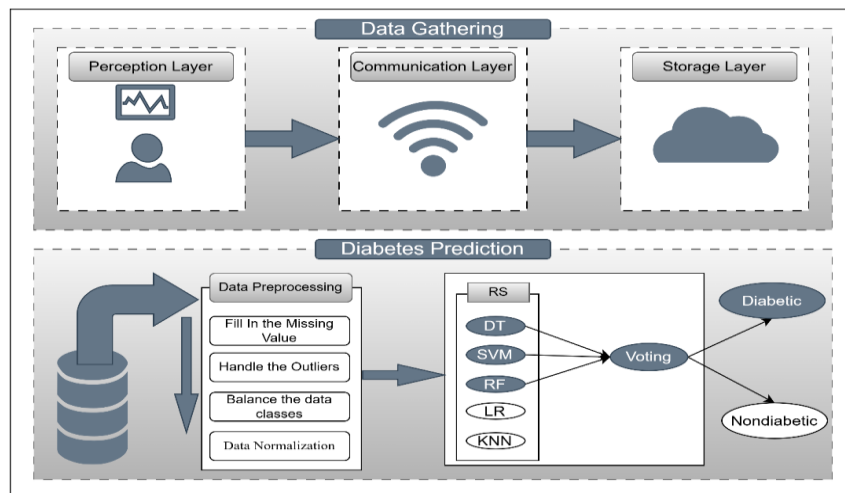 Data Gathering
Perception Layer
Communication Layer
Storage Layer
Diabetes Prediction
Data Preprocessing
Fill In the Missing
Value
Handle the Outliers
Balance the data
classes
Data Normalization
RS
DT
SVM
RF
LR
KNN
Voting
Diabetic
Nondiabetic